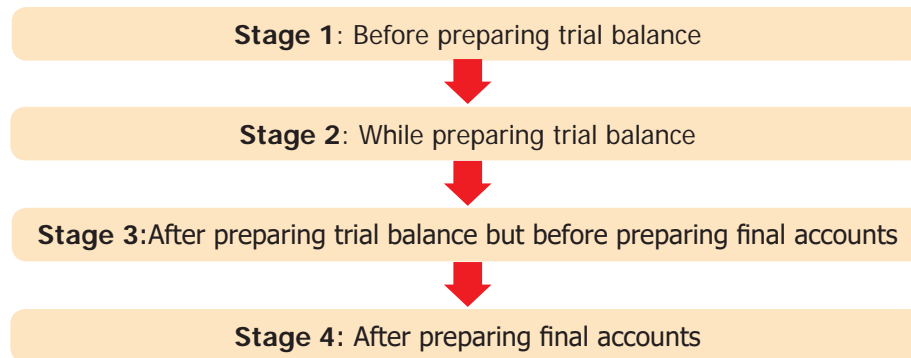 Stage 1: Before preparing trial balance
Stage 2: While preparing trial balance
Stage 3:After preparing trial balance but before preparing final accounts
Stage 4: After preparing final accounts